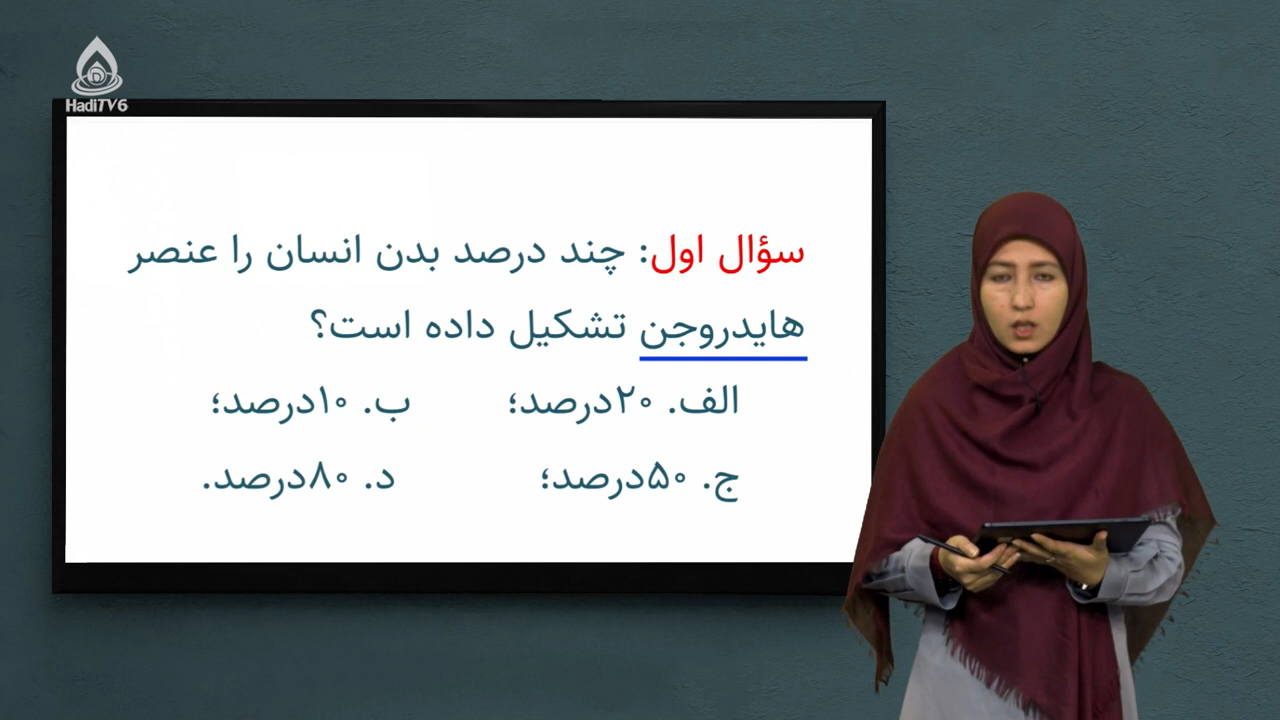 HadiTV6
سؤال اول: چند درصد بدن انسان را عنصر
هایدروجن تشکیل داده است؟
الف. ۲۰درصد؛ ب. ۱۰درصد؛
ج. ۵۰درصد؛ د. ۸۰درصد.